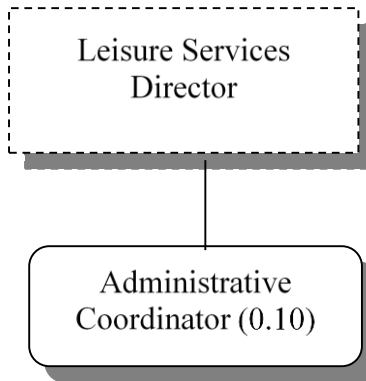 Leisure Services
Director
Administrative
Coordinator (0.10)